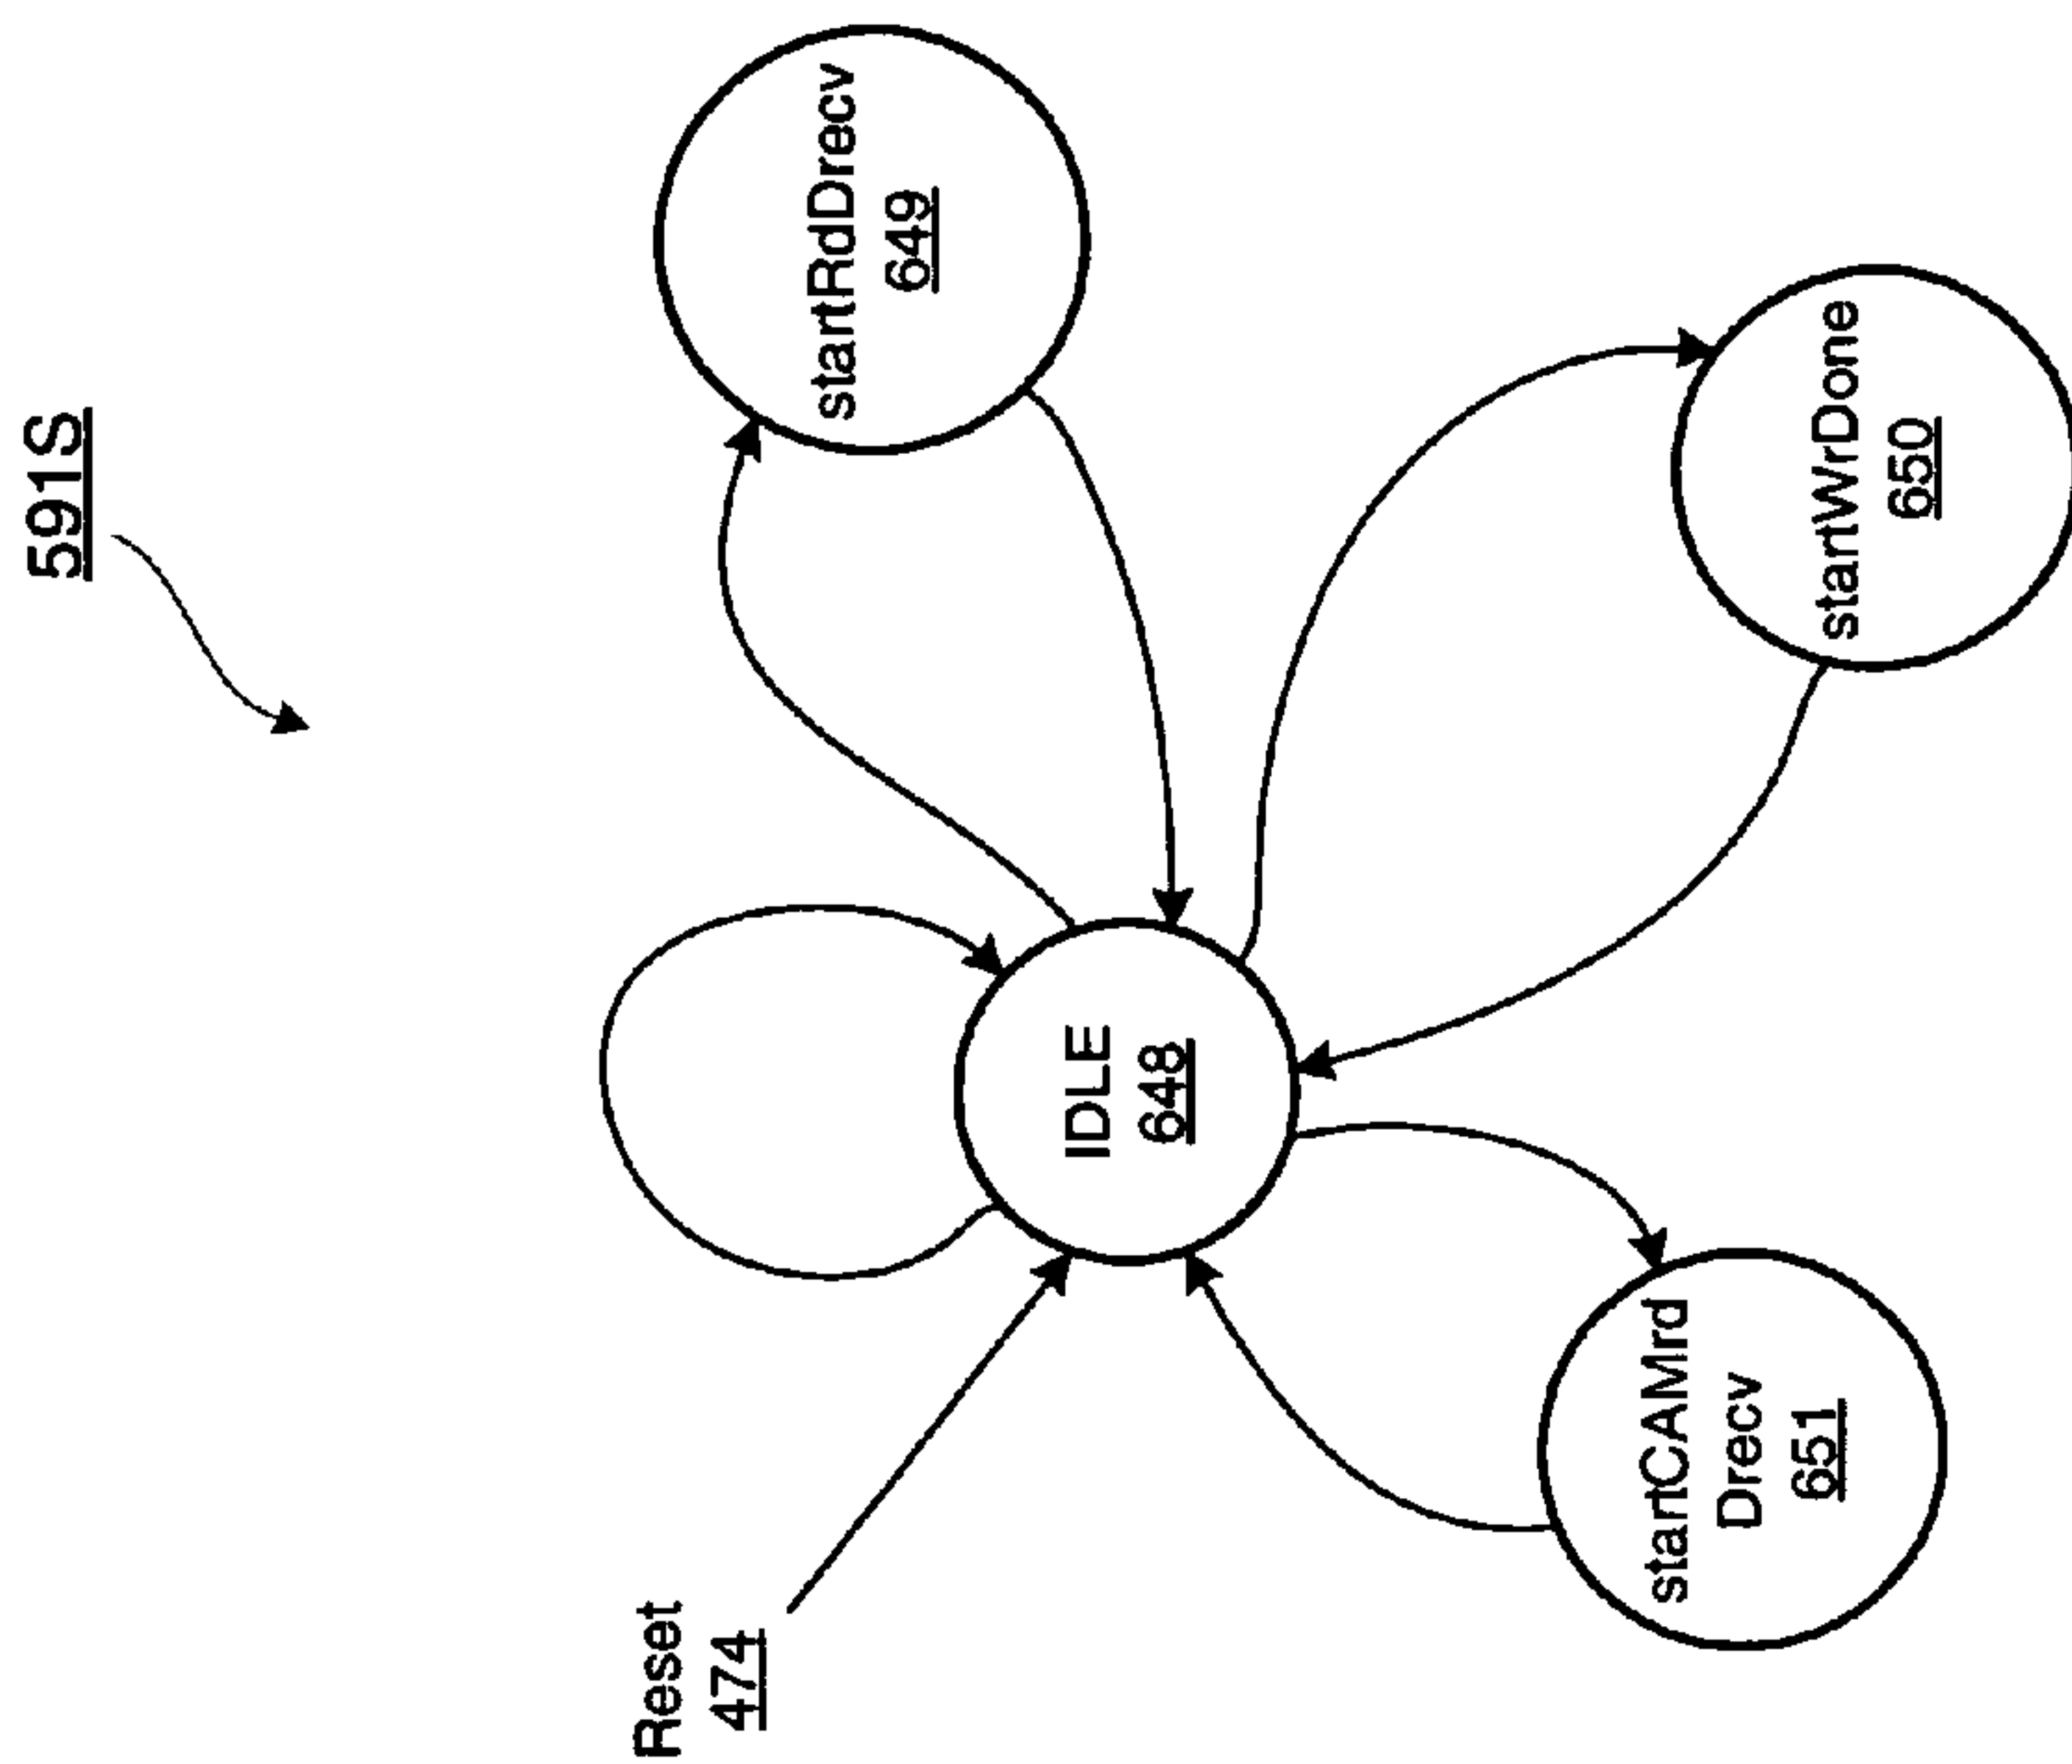 591S
Reset
474
IDLE
648
startRdDrecv
649
startWrDone
650
startCAMrd
Drecv
651